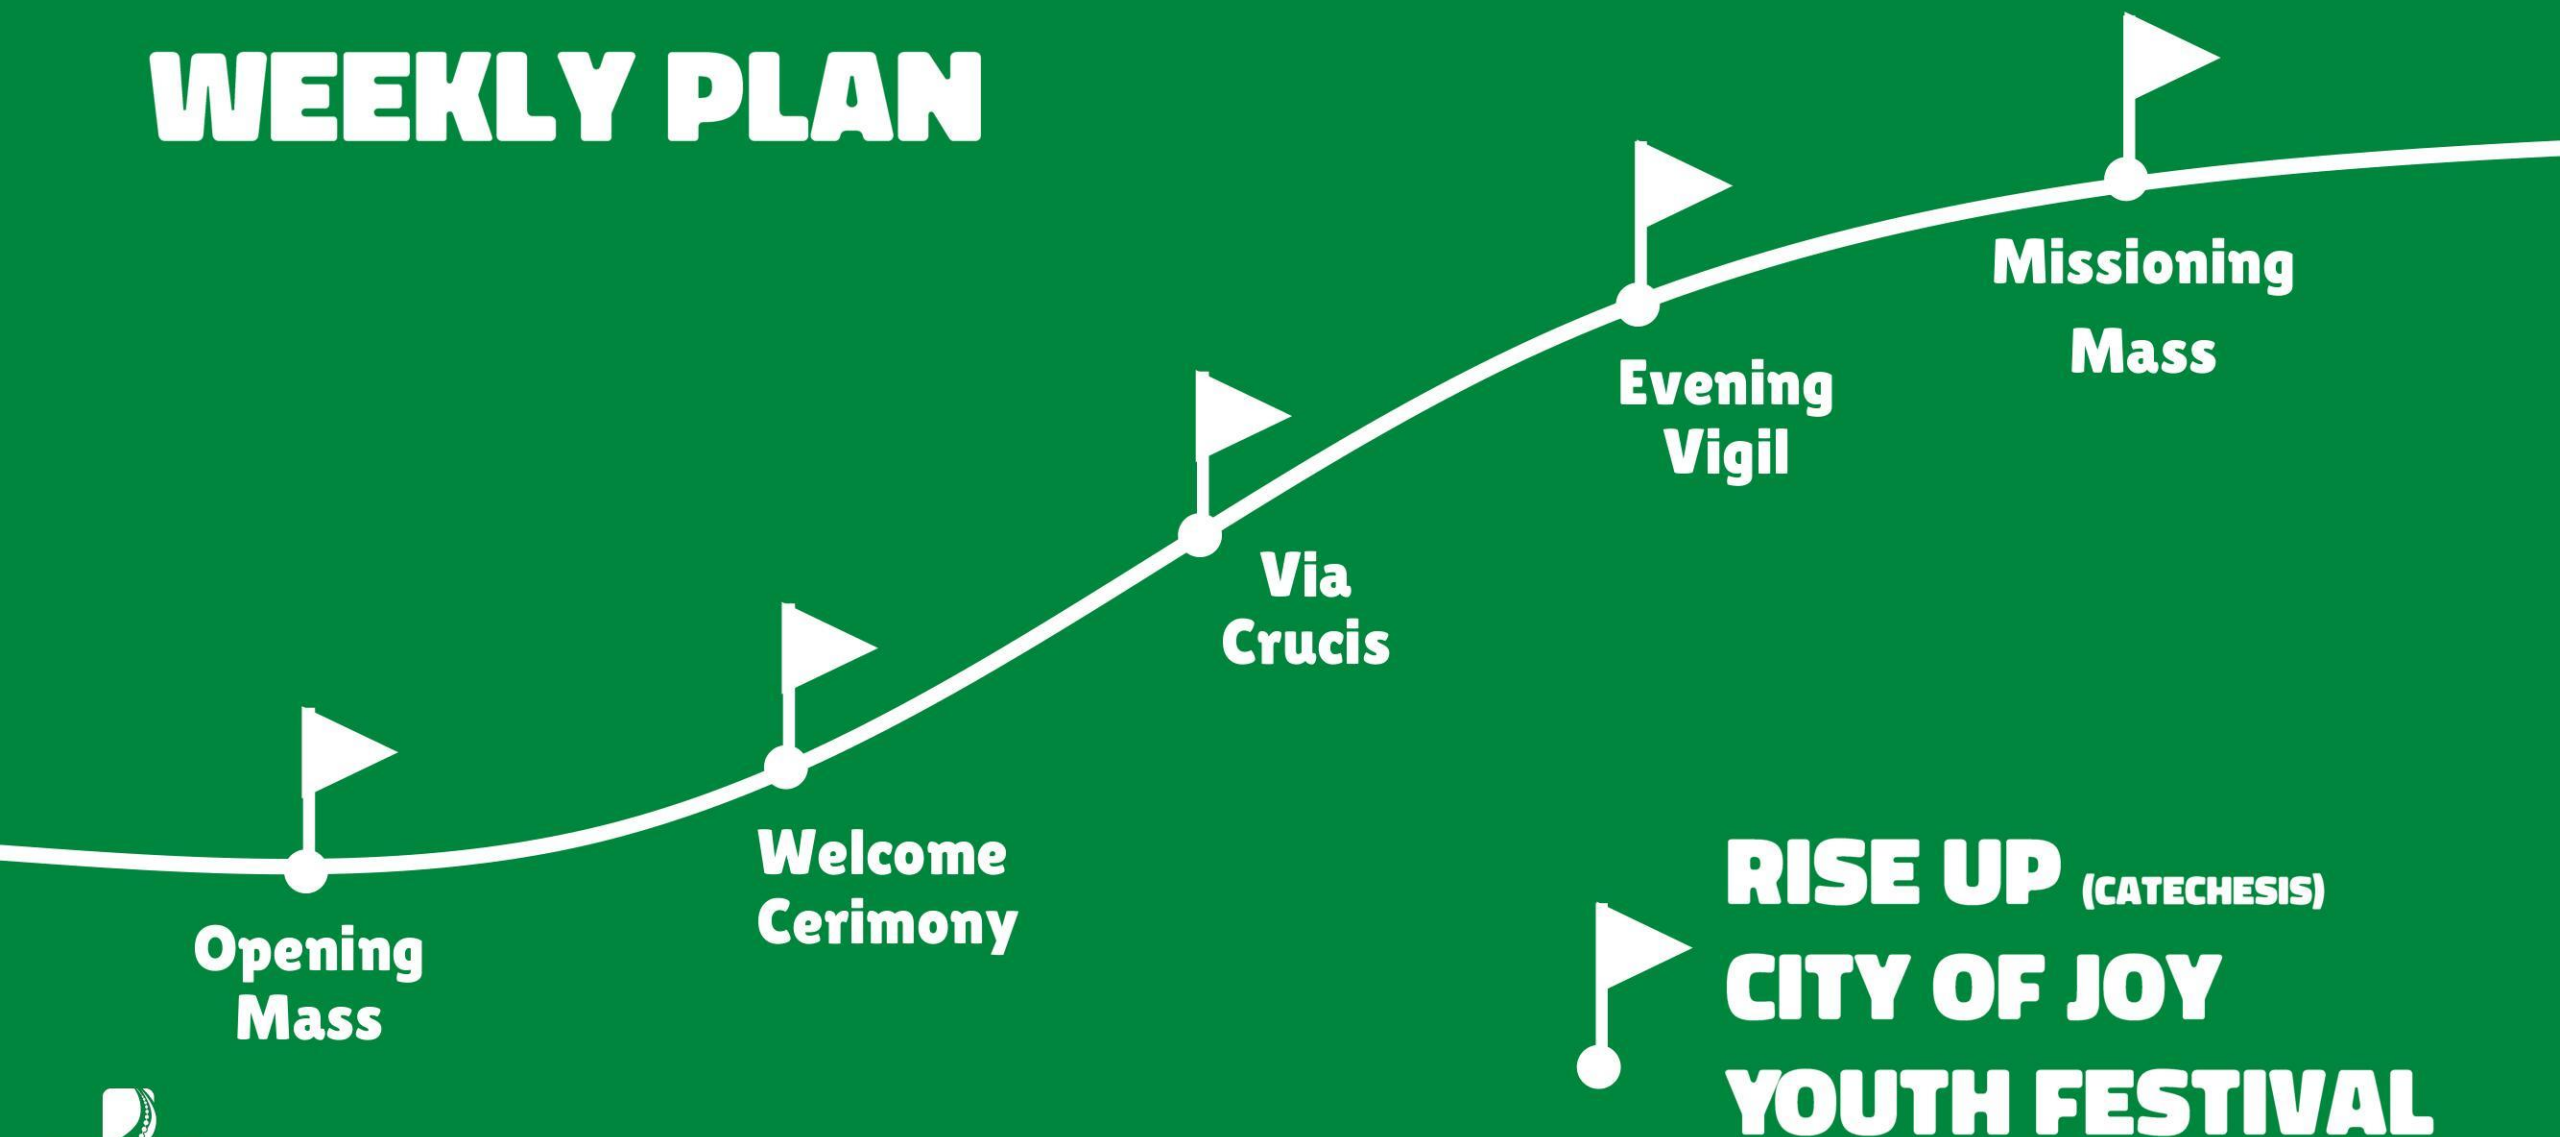 WEEKLY PLAN
Missioning
Mass
Evening
Vigil
Via
Crucis
Welcome
Cerimony
Opening
Mass
RISE UP (CATECHESIS)
CITY OF JOY
YOUTH FESTIVAL